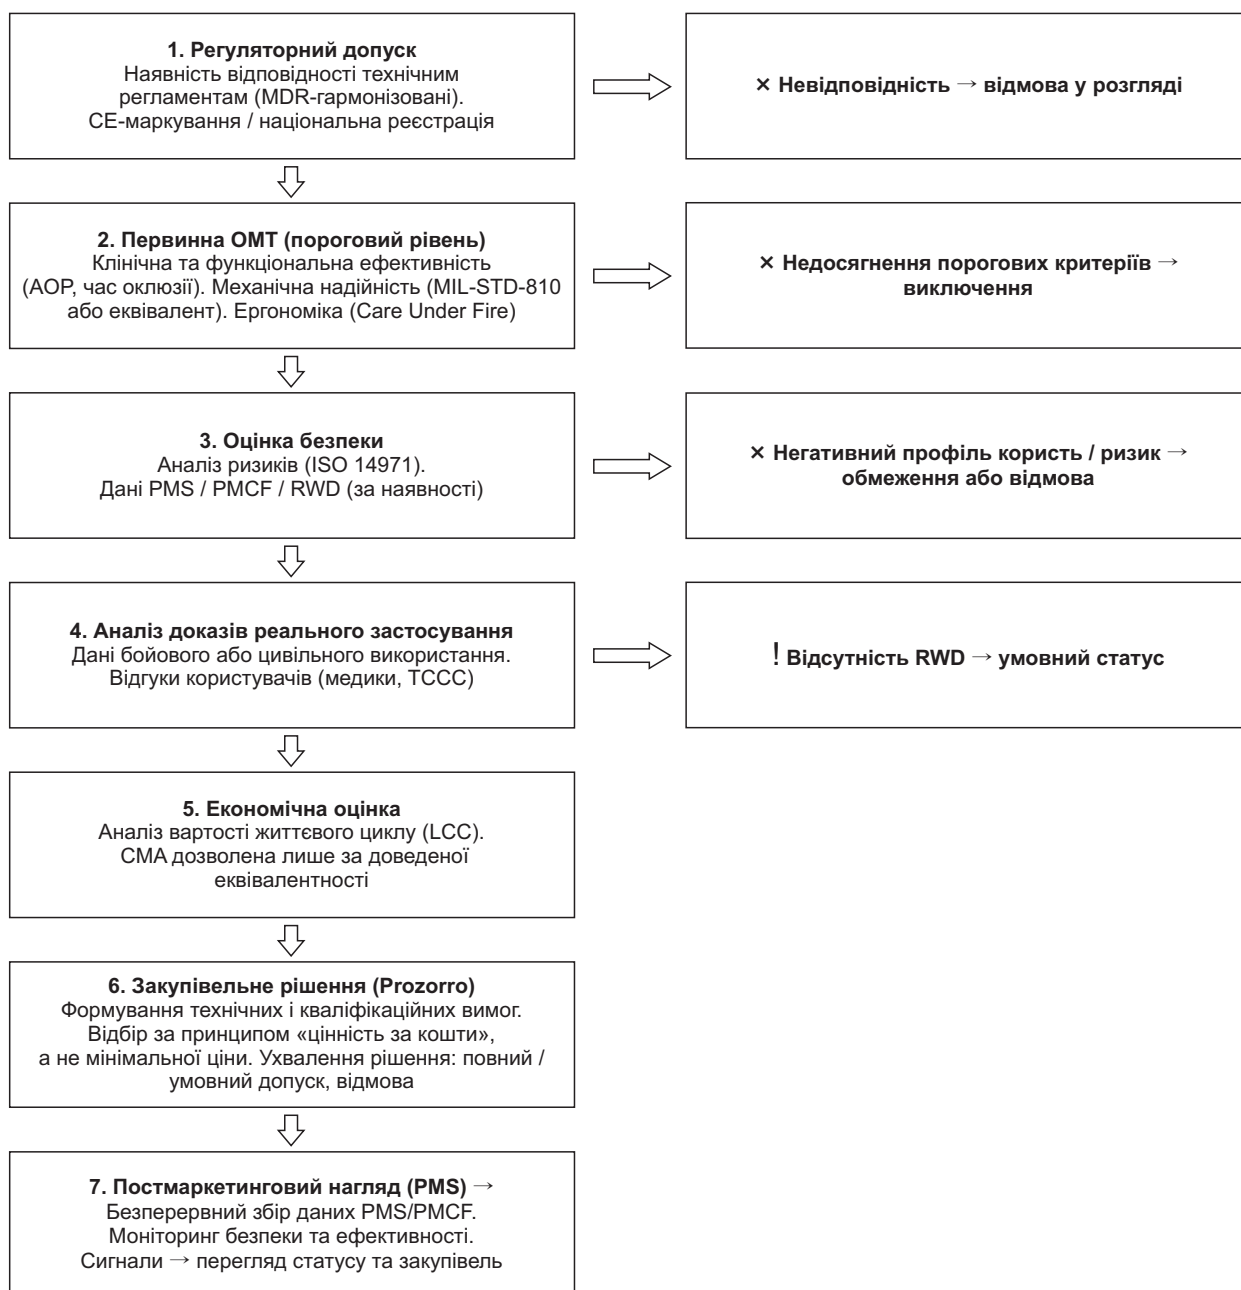 1. Регуляторний допуск
Наявність відповідності технічним
регламентам (MDR-гармонізовані).
CE-маркування / національна реєстрація
× Невідповідність → відмова у розгляді
2. Первинна ОМТ (пороговий рівень)
Клінічна та функціональна ефективність
(AOP, час оклюзії). Механічна надійність (MIL-STD-810
або еквівалент). Ергономіка (Care Under Fire)
× Недосягнення порогових критеріїв →
виключення
3. Оцінка безпеки
Аналіз ризиків (ISO 14971).
Дані PMS / PMCF / RWD (за наявності)
× Негативний профіль користь / ризик →
обмеження або відмова
4. Аналіз доказів реального застосування
Дані бойового або цивільного використання.
Відгуки користувачів (медики, TCCC)
! Відсутність RWD → умовний статус
5. Економічна оцінка
Аналіз вартості життєвого циклу (LCC).
CMA дозволена лише за доведеної
еквівалентності
6. Закупівельне рішення (Prozorro)
Формування технічних і кваліфікаційних вимог.
Відбір за принципом «цінність за кошти»,
а не мінімальної ціни. Ухвалення рішення: повний /
умовний допуск, відмова
7. Постмаркетинговий нагляд (PMS) →
Безперервний збір даних PMS/PMCF.
Моніторинг безпеки та ефективності.
Сигнали → перегляд статусу та закупівель